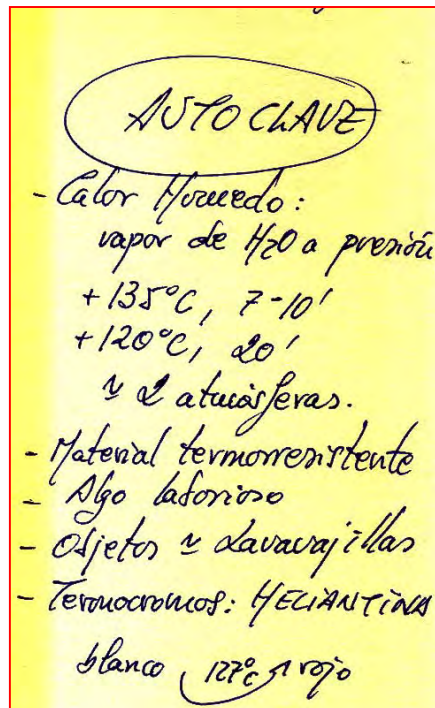 AUTOCLAVE
- Calor Húmedo:
vapor de H2O a presión
+135°C, 7-10'
+120°C, 20'
≃ 2 atmósferas.
- Material termorresistente
- Algo laborioso
- Objetos ≃ Lavavajillas
- Termocromos: HELIANTINA
blanco 127°C rojo